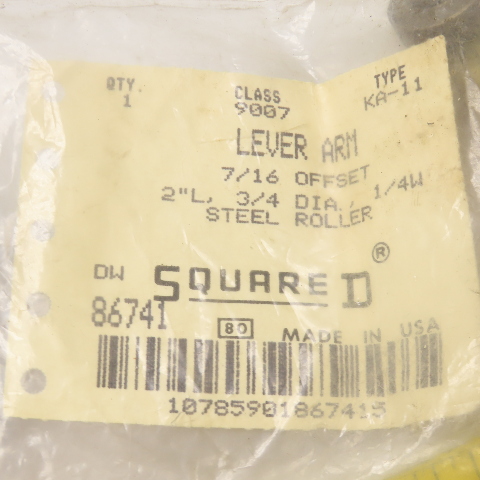 QTY. CLASS TYPE
1 9007 KA-11
LEVER ARM
7/16 OFFSET
2"L, 3/4 DIA, 1/4W
STEEL ROLLER
DW SQUARE D ®
86741 80 MADE IN USA
10785901867415